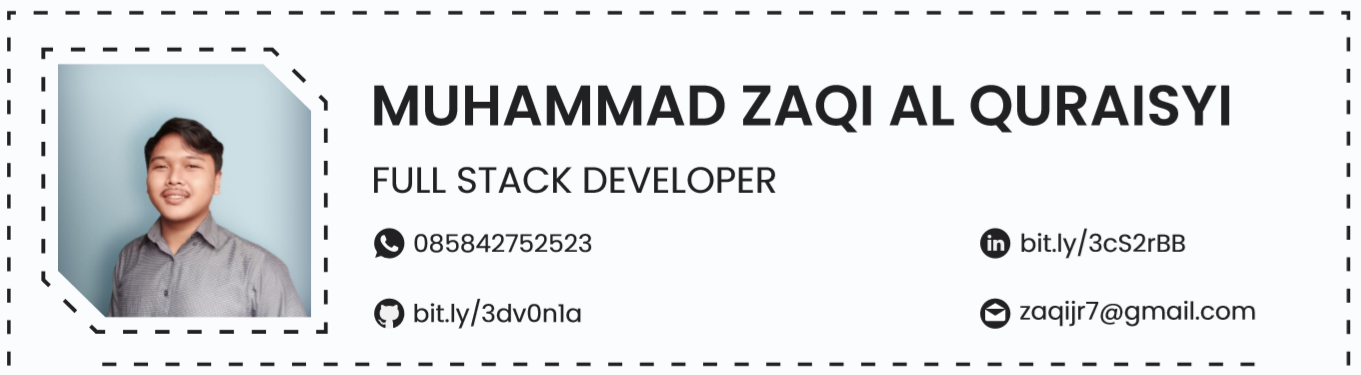 MUHAMMAD ZAQI AL QURAISYI
FULL STACK DEVELOPER
085842752523
bit.ly/3cS2rBB
bit.ly/3dv0n1a
zaqijr7@gmail.com